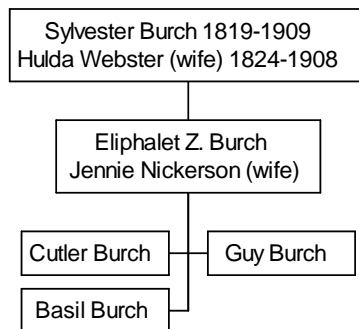 Sylvester Burch 1819-1909
Hulda Webster (wife) 1824-1908
Eliphalet Z. Burch
Jennie Nickerson (wife)
Cutler Burch
Guy Burch
Basil Burch